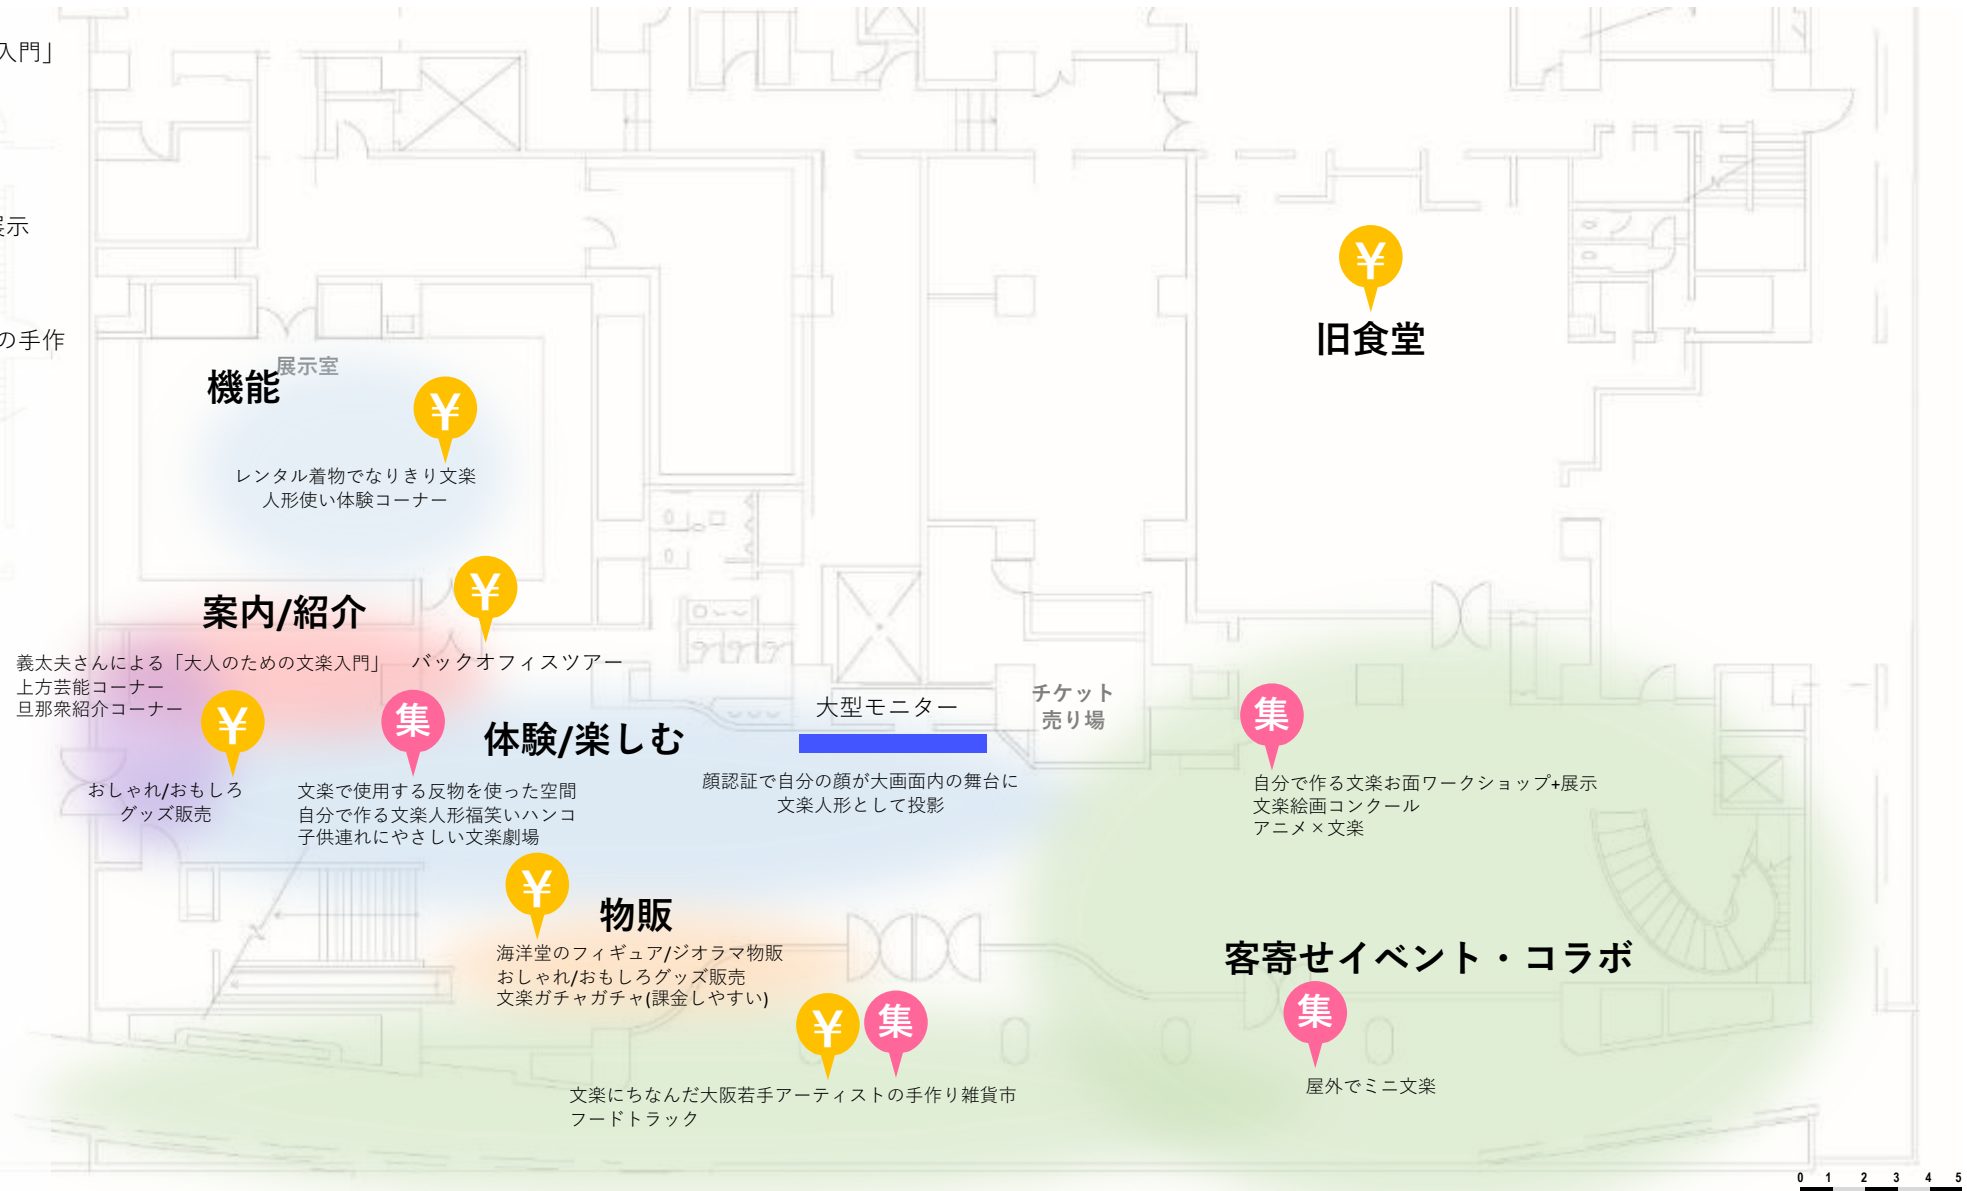 入門」
展示
の手作
¥
旧食堂
展示室
機能
¥
レンタル着物でなりきり文楽
人形使い体験コーナー
案内/紹介
¥
義太夫さんによる「大人のための文楽入門」
上方芸能コーナー
旦那衆紹介コーナー
バックオフィスツアー
¥
おしゃれ/おもしろ
グッズ販売
集
体験/楽しむ
文楽で使用する反物を使った空間
自分で作る文楽人形福笑いハンコ
子供連れにやさしい文楽劇場
大型モニター
顔認証で自分の顔が大画面内の舞台に
文楽人形として投影
チケット
売り場
集
自分で作る文楽お面ワークショップ+展示
文楽絵画コンクール
アニメ×文楽
¥
物販
海洋堂のフィギュア/ジオラマ物販
おしゃれ/おもしろグッズ販売
文楽ガチャガチャ(課金しやすい)
客寄せイベント・コラボ
¥
集
文楽にちなんだ大阪若手アーティストの手作り雑貨市
フードトラック
集
屋外でミニ文楽
0 1 2 3 4 5